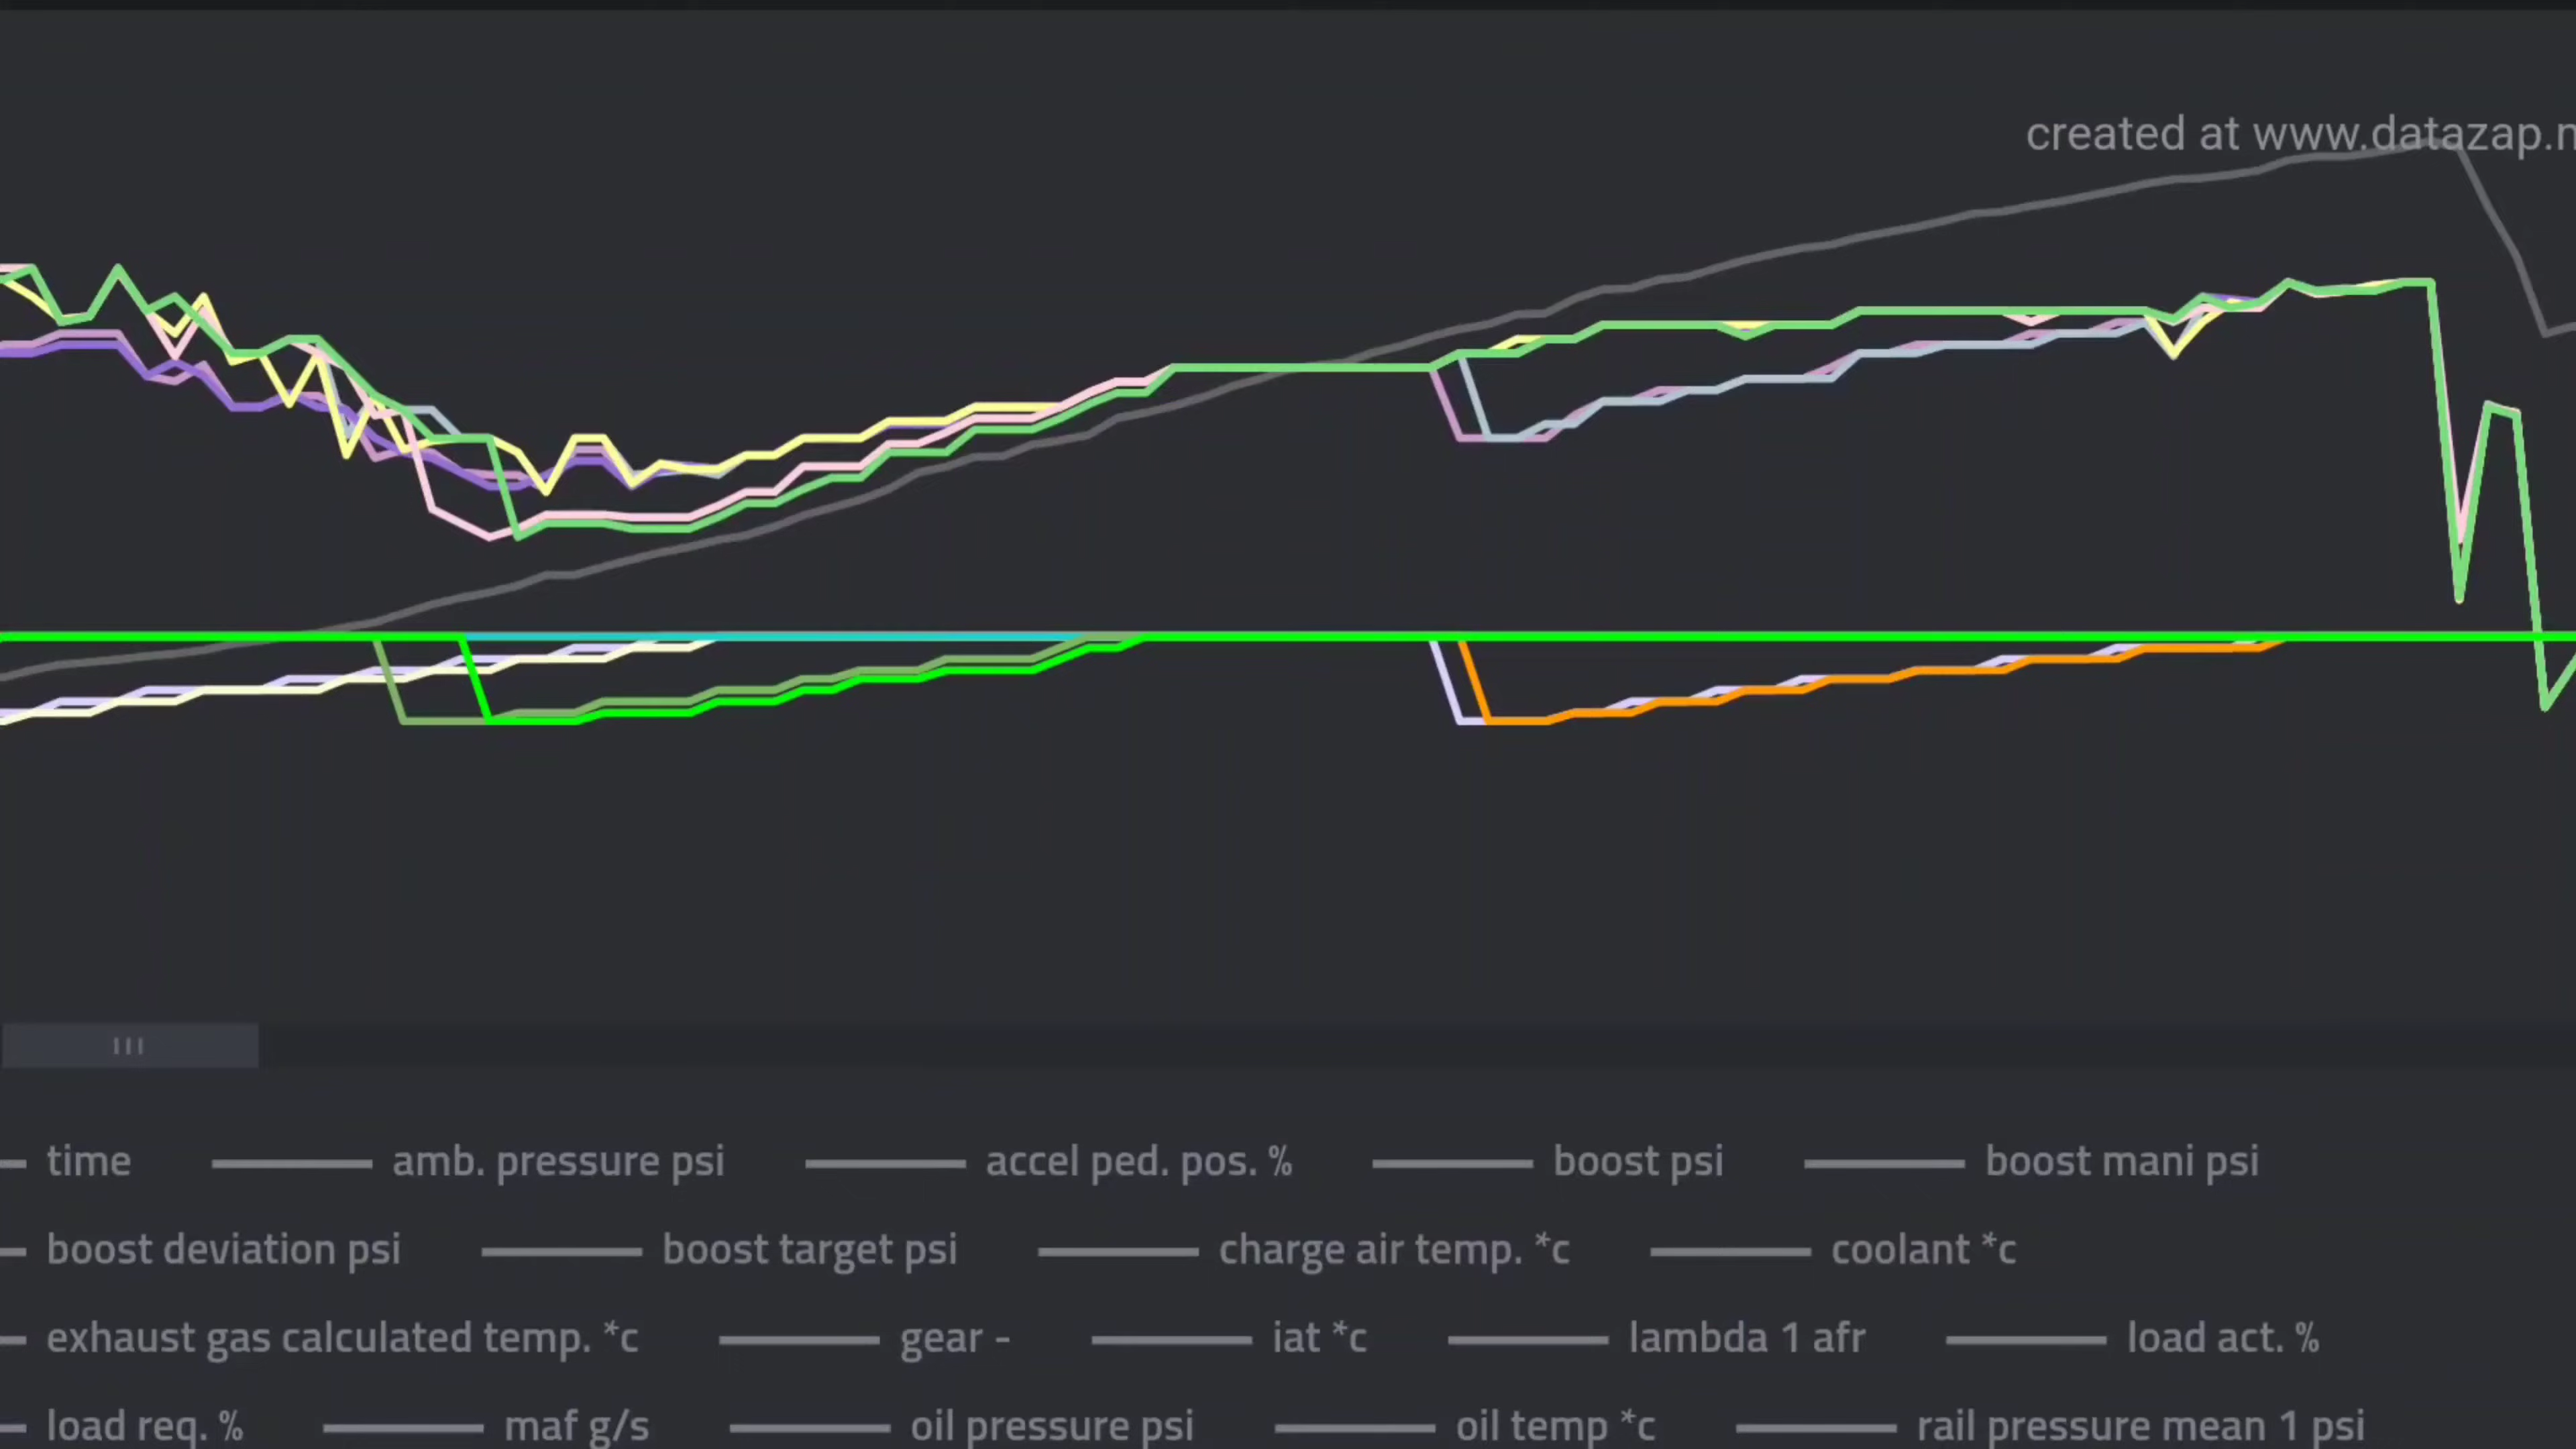 created at www.datazap.n
time amb. pressure psi accel ped. pos. % boost psi boost mani psi
boost deviation psi boost target psi charge air temp. *c coolant *c
exhaust gas calculated temp. *c gear - iat *c lambda 1 afr load act. %
load req. % maf g/s oil pressure psi oil temp *c rail pressure mean 1 psi